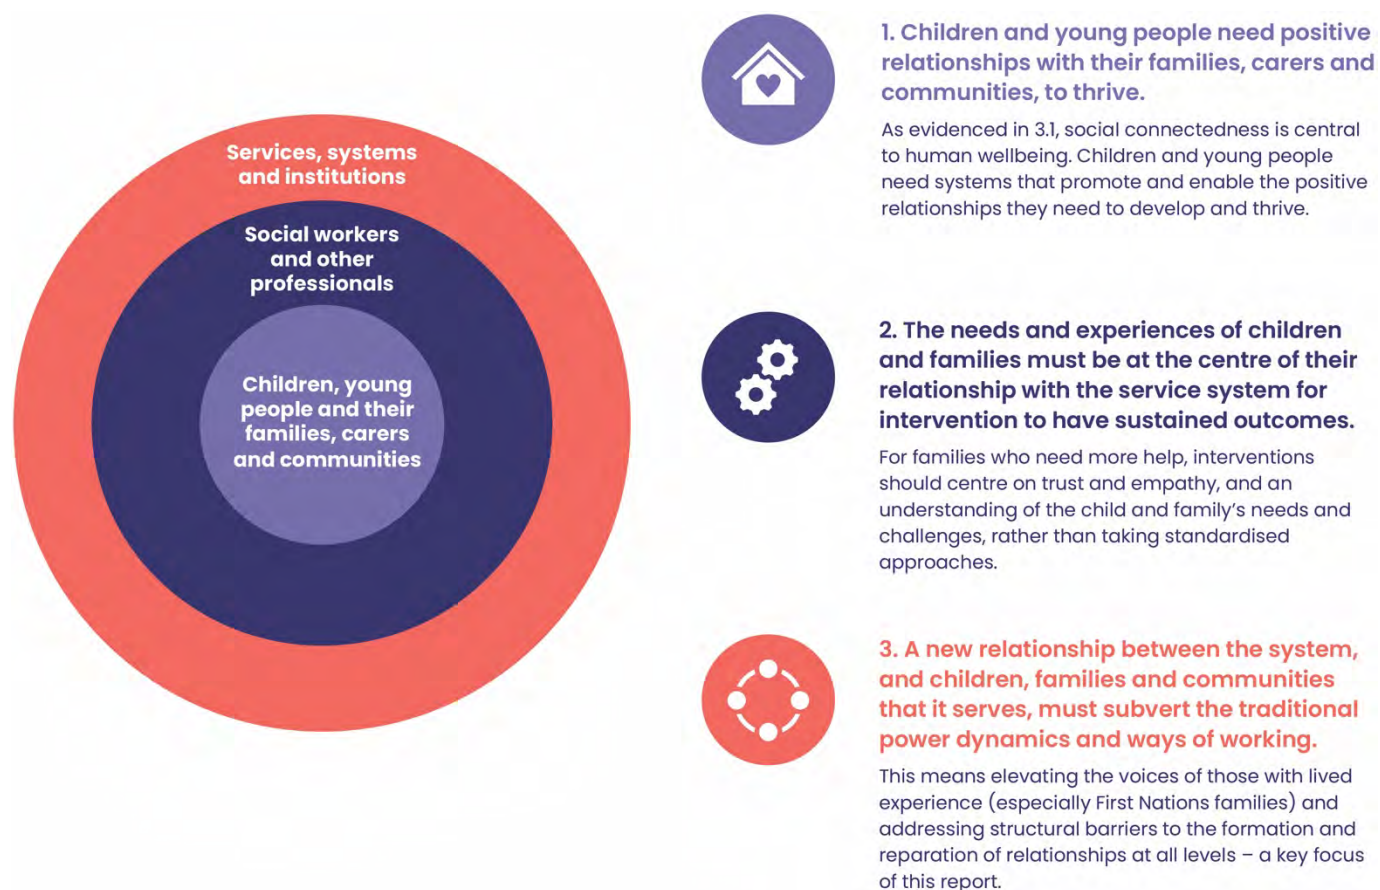 Services, systems
and institutions
Social workers
and other
professionals
Children, young
people and their
families, carers
and communities
1. Children and young people need positive
relationships with their families, carers and
communities, to thrive.
As evidenced in 3.1, social connectedness is central
to human wellbeing. Children and young people
need systems that promote and enable the positive
relationships they need to develop and thrive.
2. The needs and experiences of children
and families must be at the centre of their
relationship with the service system for
intervention to have sustained outcomes.
For families who need more help, interventions
should centre on trust and empathy, and an
understanding of the child and family’s needs and
challenges, rather than taking standardised
approaches.
3. A new relationship between the system,
and children, families and communities
that it serves, must subvert the traditional
power dynamics and ways of working.
This means elevating the voices of those with lived
experience (especially First Nations families) and
addressing structural barriers to the formation and
reparation of relationships at all levels – a key focus
of this report.